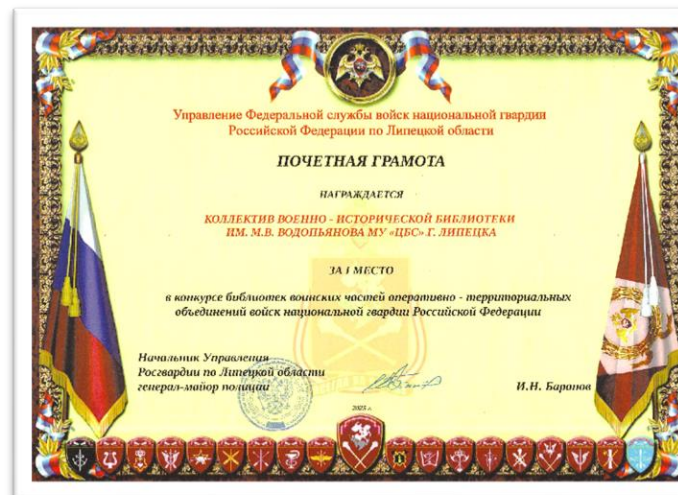 Управление Федеральной службы войск национальной гвардии
Российской Федерации по Липецкой области
ПОЧЕТНАЯ ГРАМОТА
НАГРАЖДАЕТСЯ
КОЛЛЕКТИВ ВОЕННО - ИСТОРИЧЕСКОЙ БИБЛИОТЕКИ
ИМ. М.В. ВОДОПЬЯНОВА МУ «ЦБС» Г. ЛИПЕЦКА
ЗА I МЕСТО
в конкурсе библиотек воинских частей оперативно - территориальных
объединений войск национальной гвардии Российской Федерации
Начальник Управления
Росгвардии по Липецкой области
генерал-майор полиции
И.Н. Баронов